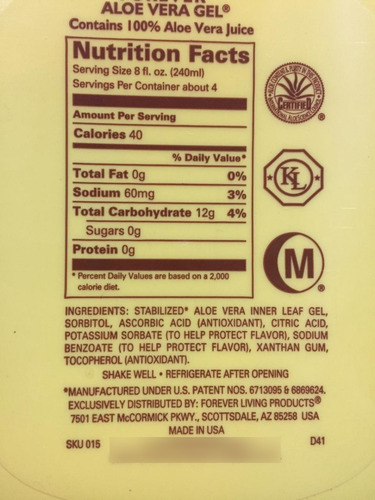 ALOE VERA GEL®
Contains 100% Aloe Vera Juice
Nutrition Facts
Serving Size 8 fl. oz. (240ml)
Servings Per Container about 4
Amount Per Serving
Calories 40
% Daily Value*
Total Fat 0g 0%
Sodium 60mg 3%
Total Carbohydrate 12g 4%
Sugars 0g
Protein 0g
* Percent Daily Values are based on a 2,000
calorie diet.
CERTIFIED
®
KL
M
®
INGREDIENTS: STABILIZED* ALOE VERA INNER LEAF GEL,
SORBITOL, ASCORBIC ACID (ANTIOXIDANT), CITRIC ACID,
POTASSIUM SORBATE (TO HELP PROTECT FLAVOR), SODIUM
BENZOATE (TO HELP PROTECT FLAVOR), XANTHAN GUM,
TOCOPHEROL (ANTIOXIDANT).
SHAKE WELL • REFRIGERATE AFTER OPENING
*MANUFACTURED UNDER U.S. PATENT NOS. 6713095 & 6869624.
EXCLUSIVELY DISTRIBUTED BY: FOREVER LIVING PRODUCTS®
7501 EAST McCORMICK PKWY., SCOTTSDALE, AZ 85258 USA
MADE IN USA
SKU 015 D41